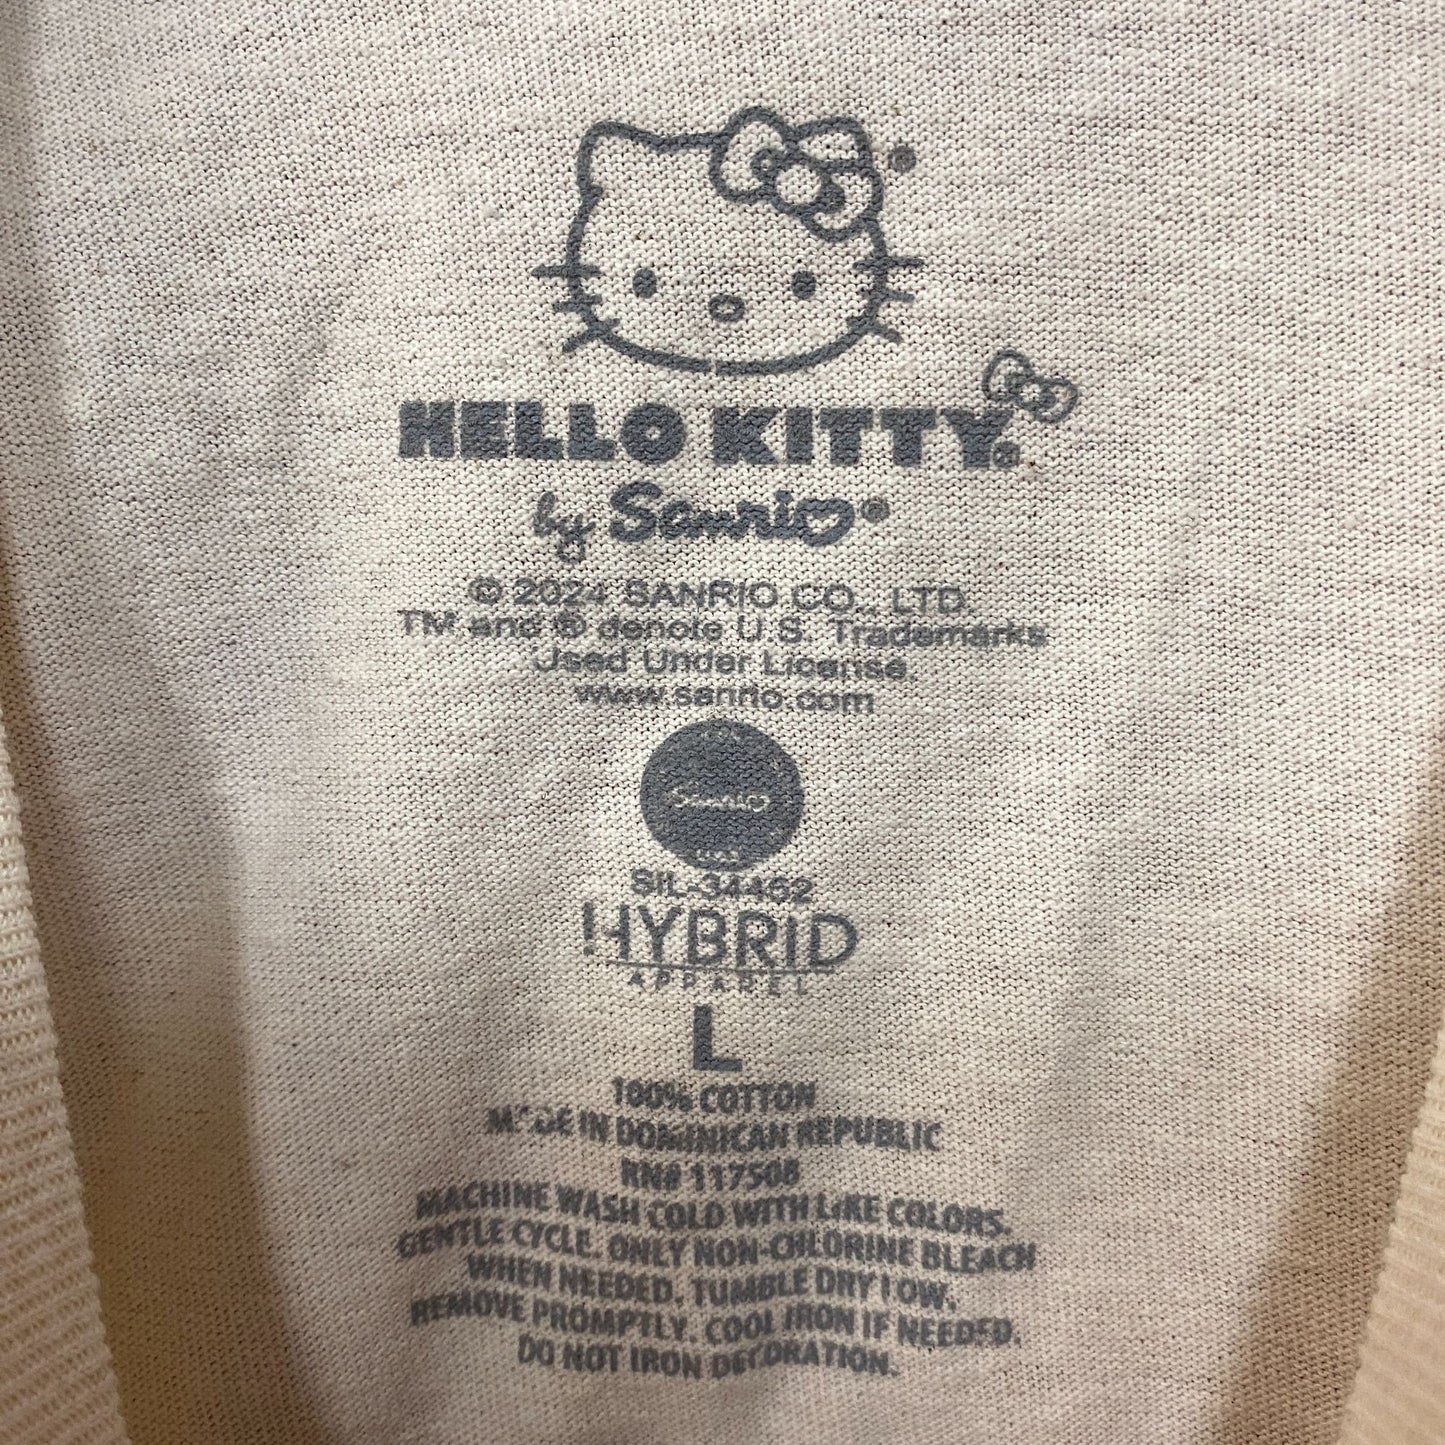 HELLO KITTY®
by Sanrio®
© 2024 SANRIO CO., LTD.
TM and ® denote U.S. Trademarks
Used Under License.
www.sanrio.com
Sanrio
SIL-34462
HYBRID
APPAREL
L
100% COTTON
MADE IN DOMINICAN REPUBLIC
RN# 117508
MACHINE WASH COLD WITH LIKE COLORS.
GENTLE CYCLE. ONLY NON-CHLORINE BLEACH
WHEN NEEDED. TUMBLE DRY LOW.
REMOVE PROMPTLY. COOL IRON IF NEEDED.
DO NOT IRON DECORATION.